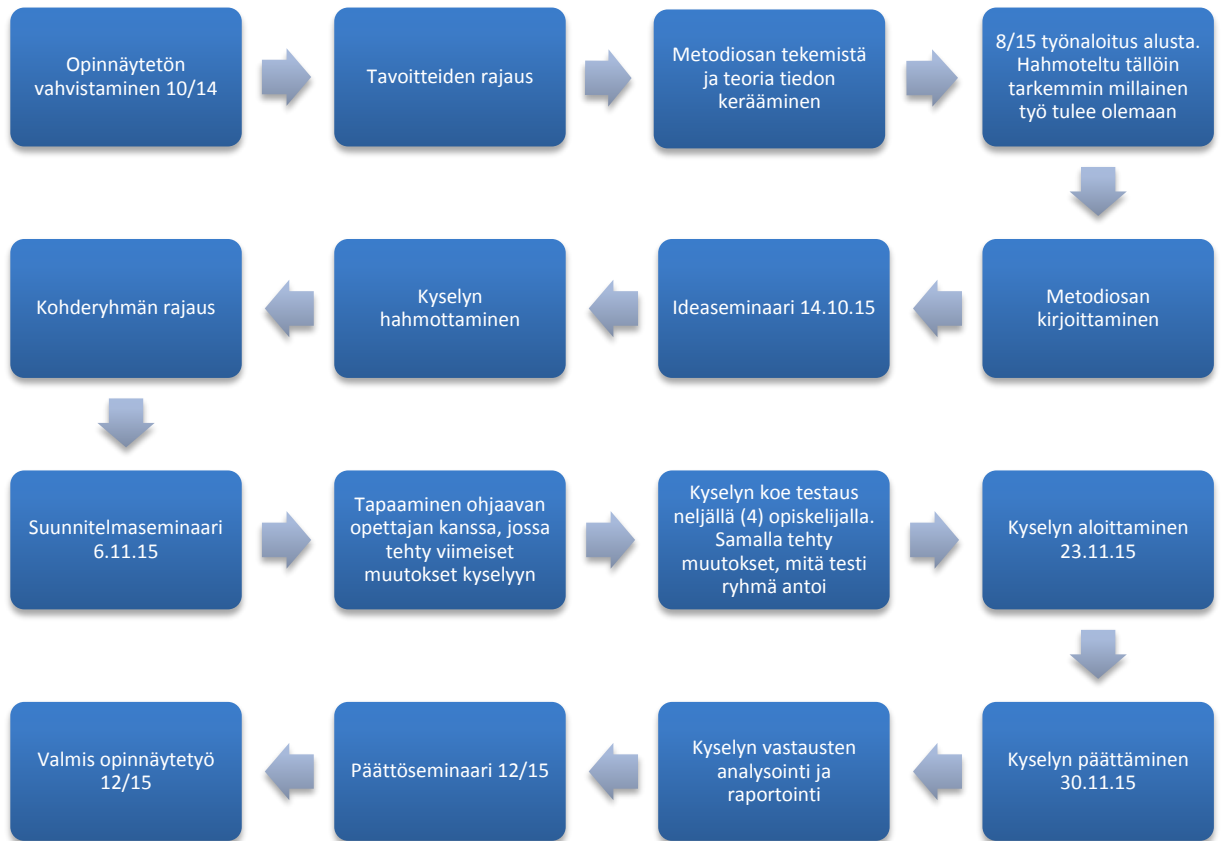 Opinnäytetön
vahvistaminen 10/14
Tavoitteiden rajaus
Metodiosan tekemistä
ja teoria tiedon
kerääminen
8/15 työnaloitus alusta.
Hahmoteltu tällöin
tarkemmin millainen
työ tulee olemaan
Metodiosan
kirjoittaminen
Ideaseminaari 14.10.15
Kyselyn
hahmottaminen
Kohderyhmän rajaus
Suunnitelmaseminaari
6.11.15
Tapaaminen ohjaavan
opettajan kanssa, jossa
tehty viimeiset
muutokset kyselyyn
Kyselyn koe testaus
neljällä (4) opiskelijalla.
Samalla tehty
muutokset, mitä testi
ryhmä antoi
Kyselyn aloittaminen
23.11.15
Kyselyn päättäminen
30.11.15
Kyselyn vastausten
analysointi ja
raportointi
Päättöseminaari 12/15
Valmis opinnäytetyö
12/15